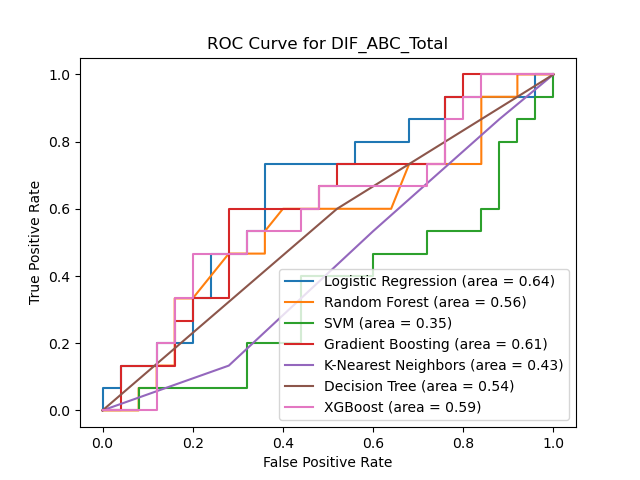 ROC Curve for DIF_ABC_Total
True Positive Rate
1.0
0.8
0.6
0.4
0.2
0.0
Logistic Regression (area = 0.64)
Random Forest (area = 0.56)
SVM (area = 0.35)
Gradient Boosting (area = 0.61)
K-Nearest Neighbors (area = 0.43)
Decision Tree (area = 0.54)
XGBoost (area = 0.59)
0.0 0.2 0.4 0.6 0.8 1.0
False Positive Rate